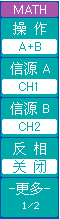 MATH
操 作
A+B
信源 A
CH1
信源 B
CH2
反 相
关 闭
-更多-
1/2